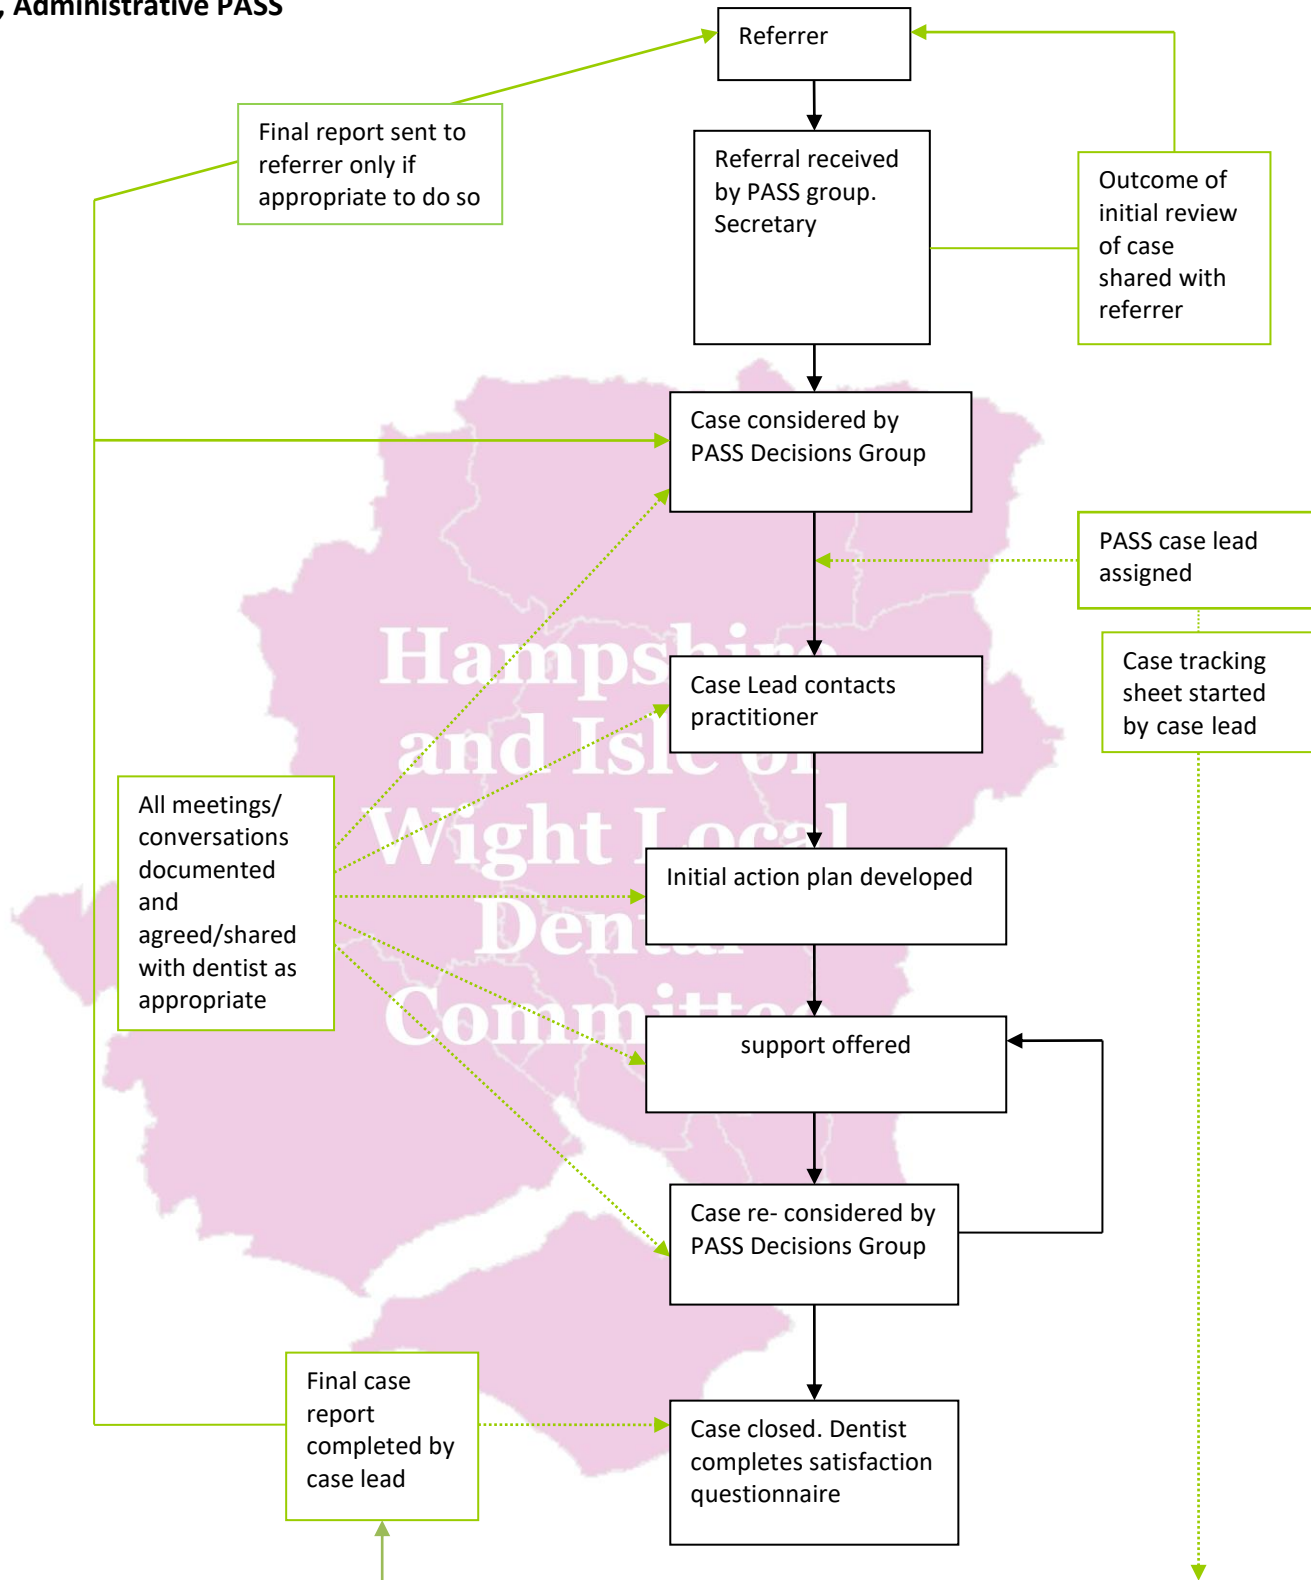 , Administrative PASS
Referrer
Final report sent to
referrer only if
appropriate to do so
Referral received
by PASS group.
Secretary
Outcome of
initial review
of case
shared with
referrer
Case considered by
PASS Decisions Group
PASS case lead
assigned
Case tracking
sheet started
by case lead
Hampshire
and Isle of
Wight Local
Dental
Committee
Case Lead contacts
practitioner
All meetings/
conversations
documented
and
agreed/shared
with dentist as
appropriate
Initial action plan developed
support offered
Case re- considered by
PASS Decisions Group
Final case
report
completed by
case lead
Case closed. Dentist
completes satisfaction
questionnaire